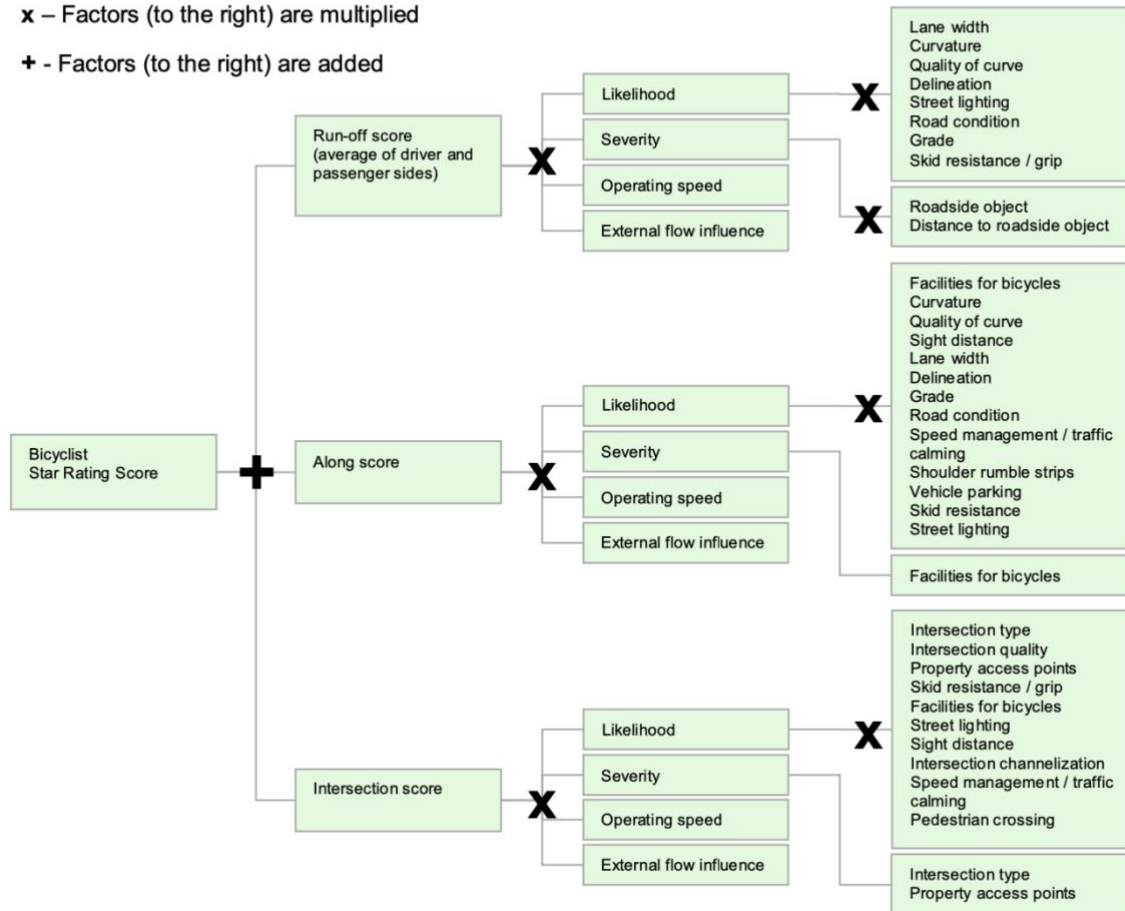 x – Factors (to the right) are multiplied
+ - Factors (to the right) are added
Bicyclist
Star Rating Score
+
Run-off score
(average of driver and
passenger sides)
x
Likelihood
Severity
Operating speed
External flow influence
x
Lane width
Curvature
Quality of curve
Delineation
Street lighting
Road condition
Grade
Skid resistance / grip
x
Roadside object
Distance to roadside object
Along score
x
Likelihood
Severity
Operating speed
External flow influence
x
Facilities for bicycles
Curvature
Quality of curve
Sight distance
Lane width
Delineation
Grade
Road condition
Speed management / traffic
calming
Shoulder rumble strips
Vehicle parking
Skid resistance
Street lighting
Facilities for bicycles
Intersection score
x
Likelihood
Severity
Operating speed
External flow influence
x
Intersection type
Intersection quality
Property access points
Skid resistance / grip
Facilities for bicycles
Street lighting
Sight distance
Intersection channelization
Speed management / traffic
calming
Pedestrian crossing
Intersection type
Property access points